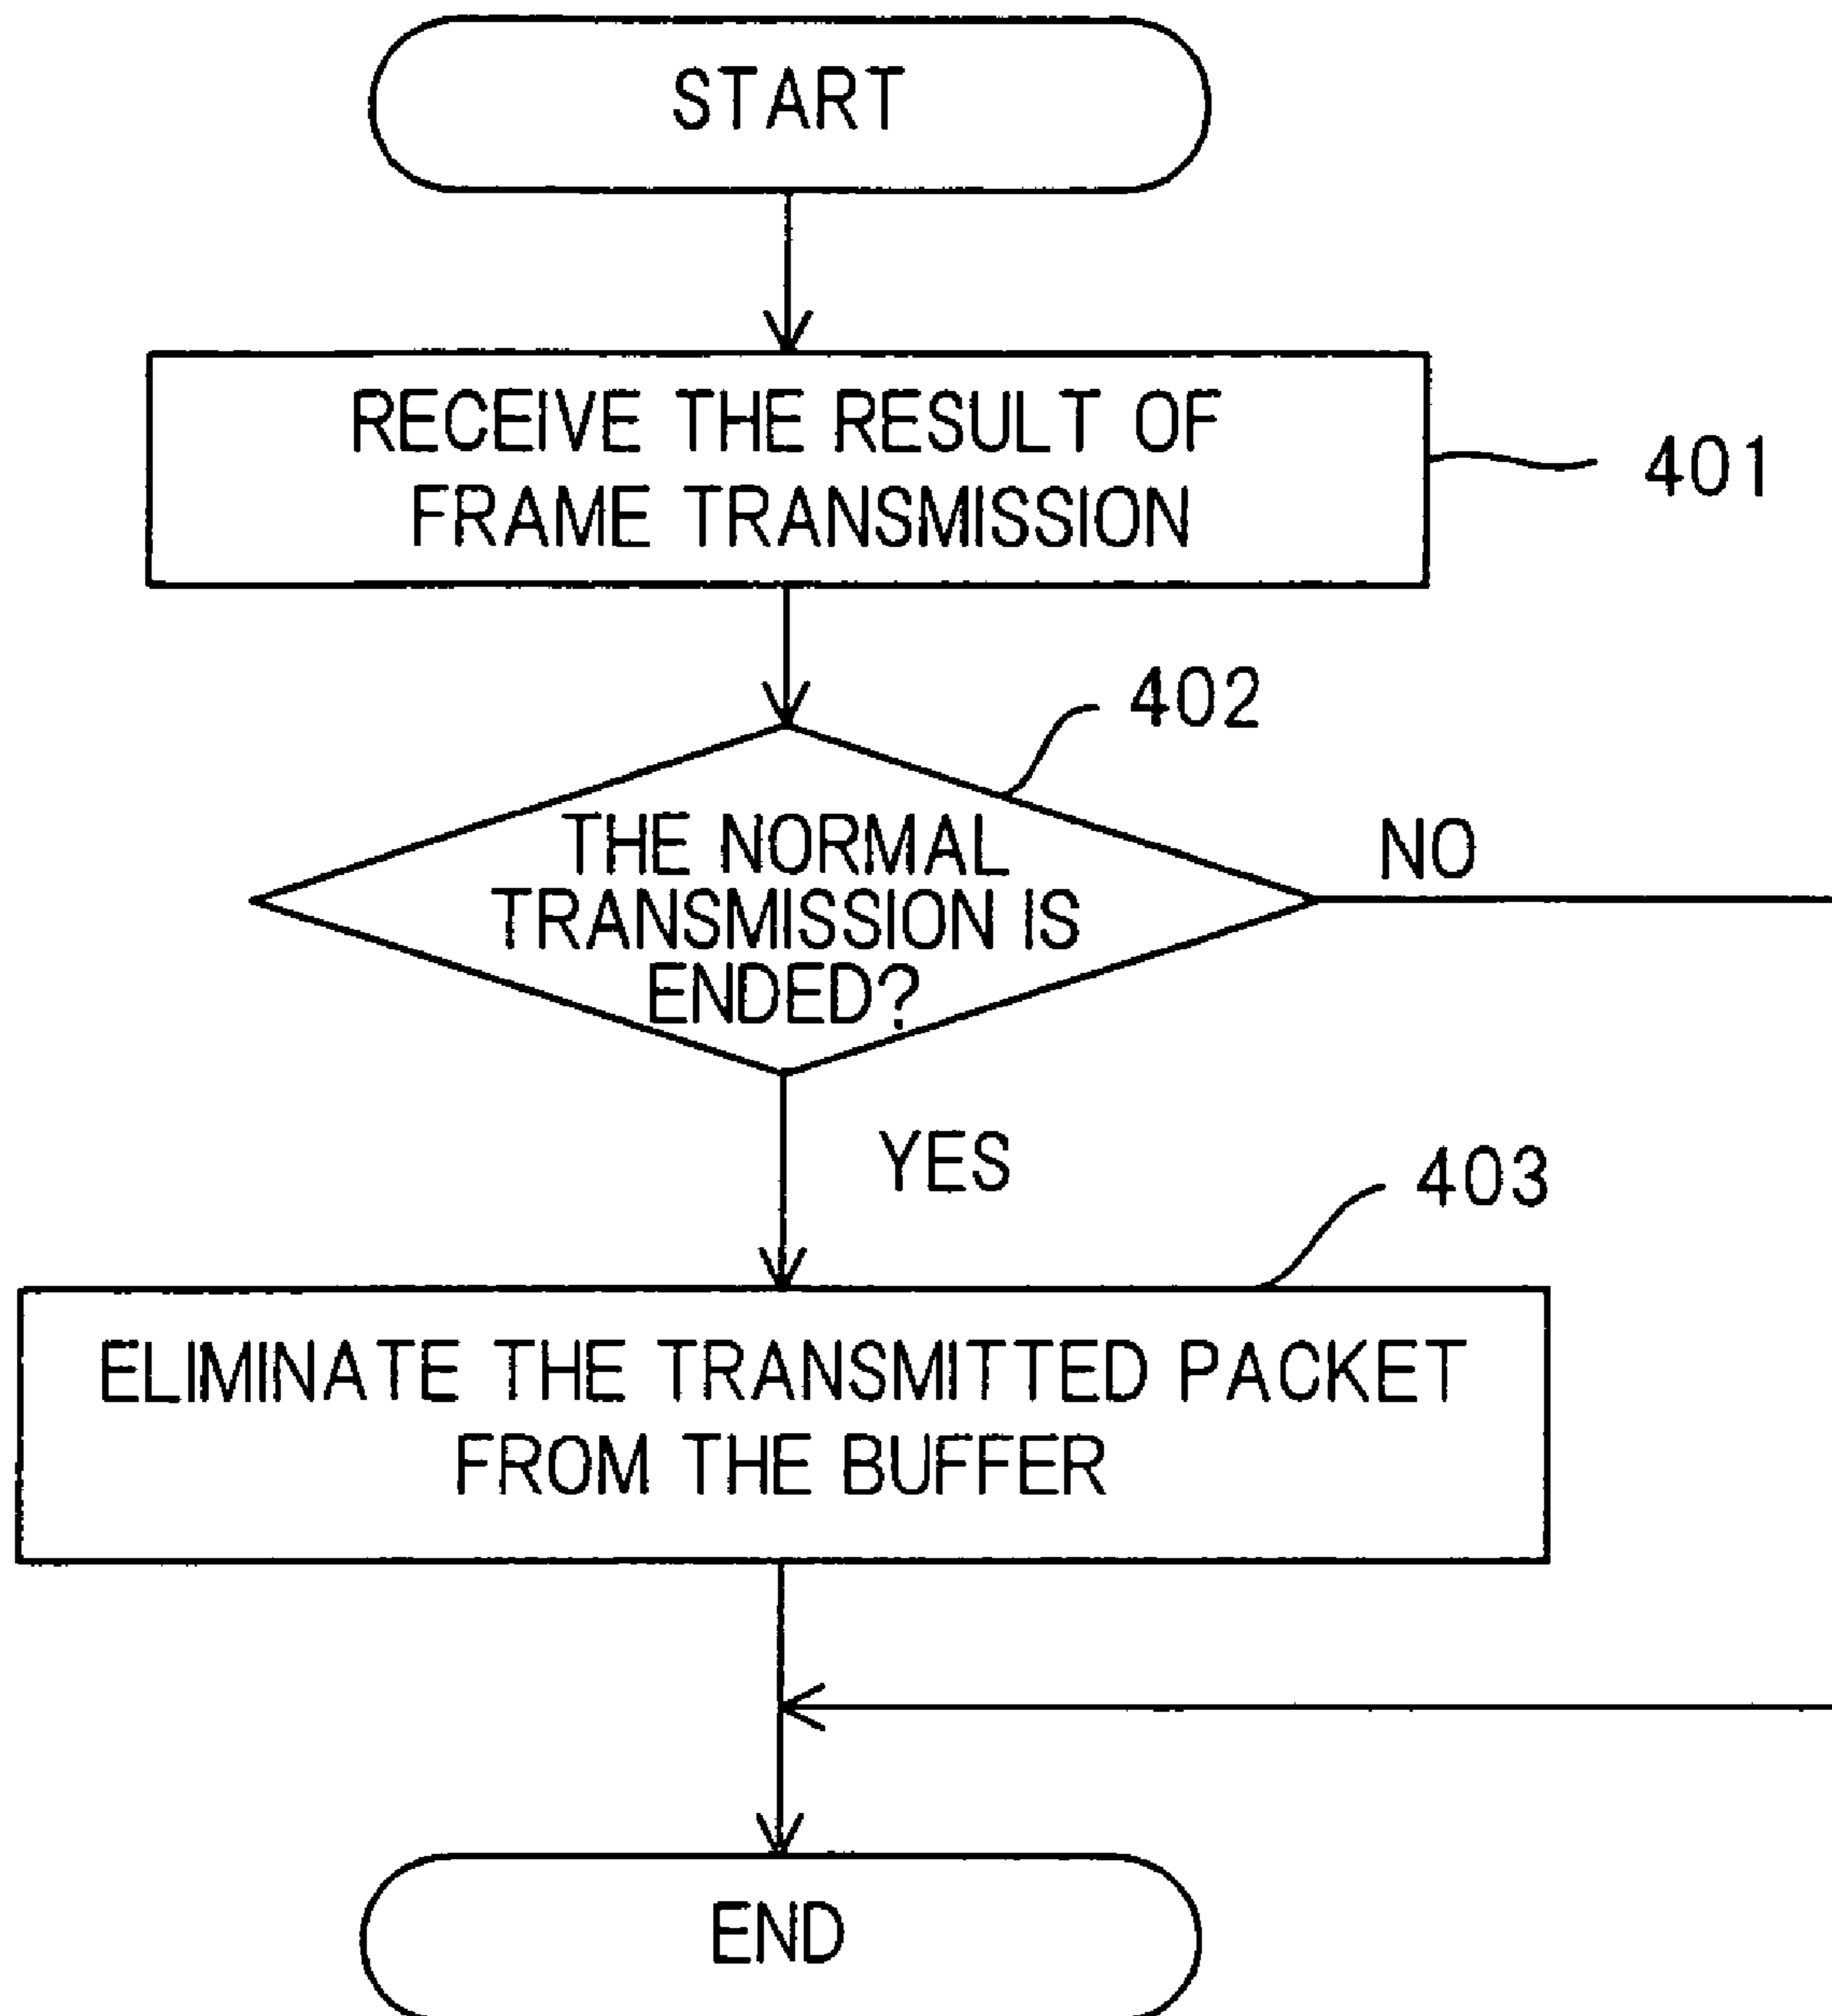 START
RECEIVE THE RESULT OF
FRAME TRANSMISSION
401
402
THE NORMAL
TRANSMISSION IS
ENDED?
NO
YES
403
ELIMINATE THE TRANSMITTED PACKET
FROM THE BUFFER
END